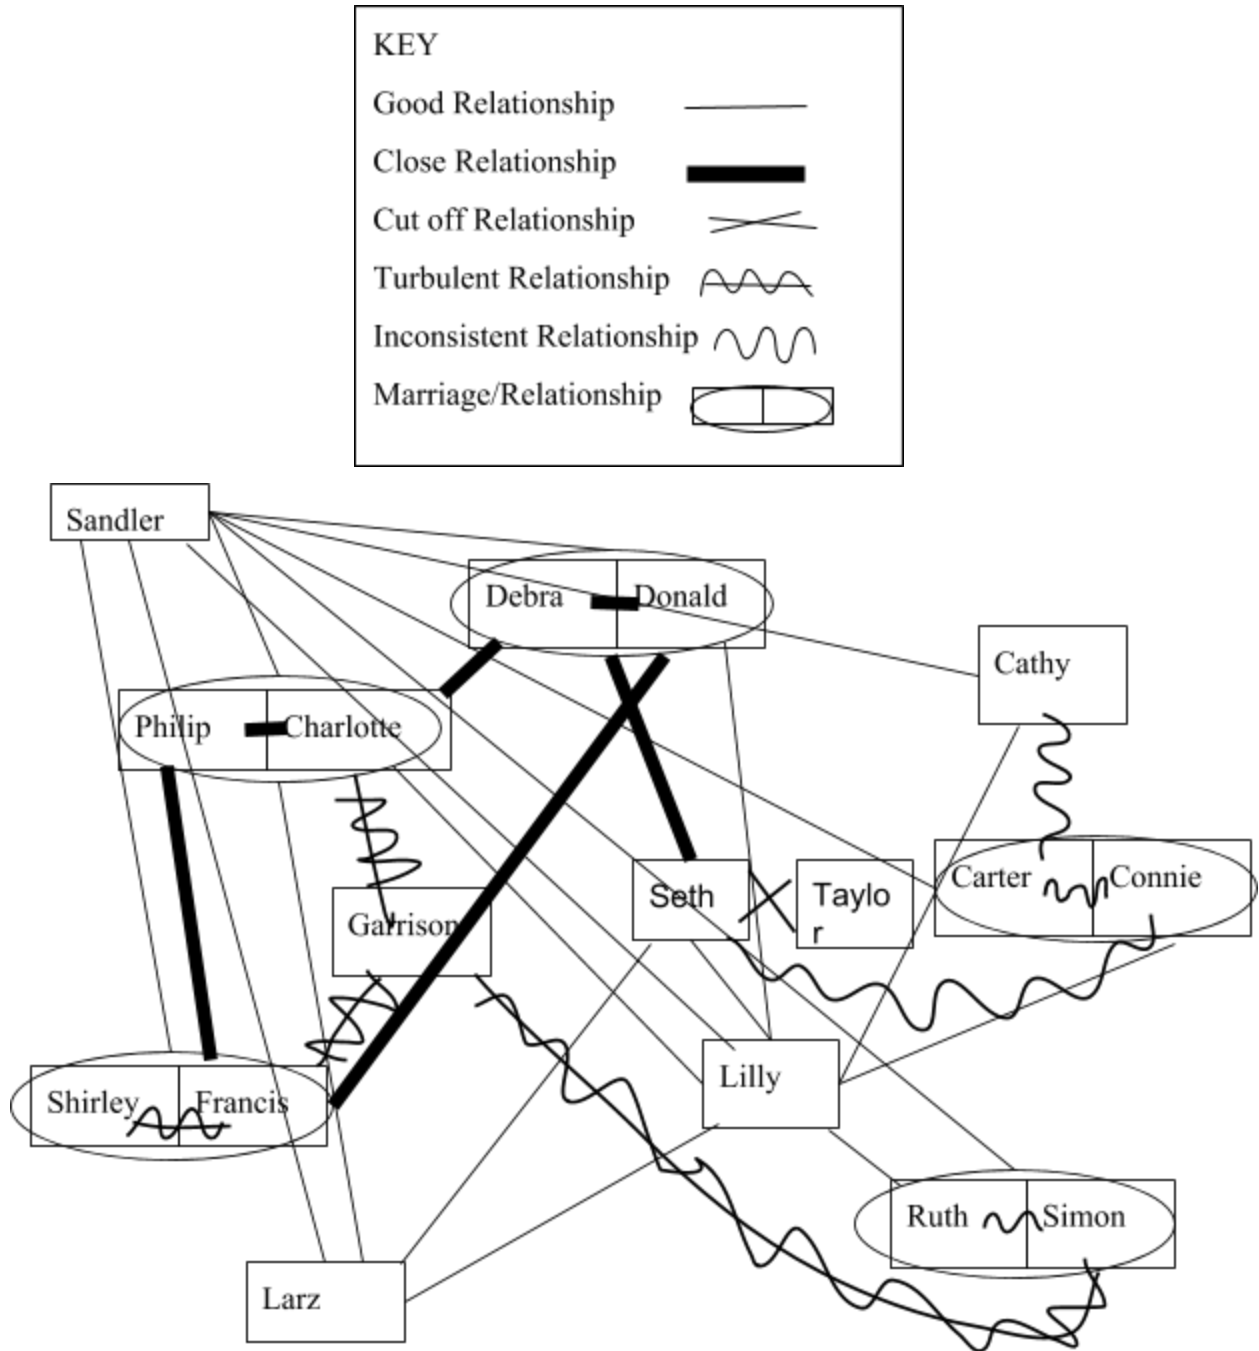 KEY
Good Relationship
Close Relationship
Cut off Relationship
Turbulent Relationship
Inconsistent Relationship
Marriage/Relationship
Sandler
Debra Donald
Cathy
Philip Charlotte
Garrison
Seth
Taylo
r
Carter Connie
Lilly
Shirley Francis
Ruth Simon
Larz